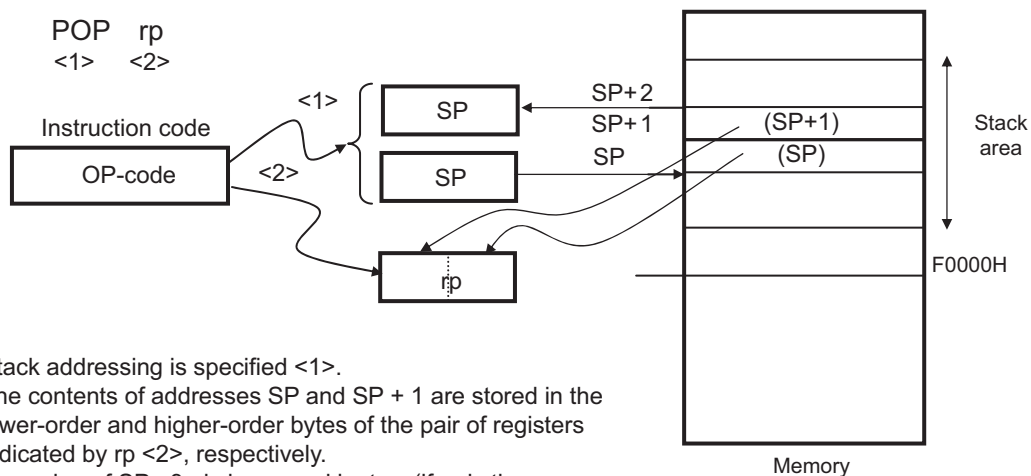 POP rp
<1> <2>
Instruction code
OP-code
<1>
<2>
SP
SP
rp
SP+2
SP+1
SP
(SP+1)
(SP)
Stack
area
F0000H
Memory
tack addressing is specified <1>.
he contents of addresses SP and SP + 1 are stored in the
wer-order and higher-order bytes of the pair of registers
dicated by rp <2>, respectively.